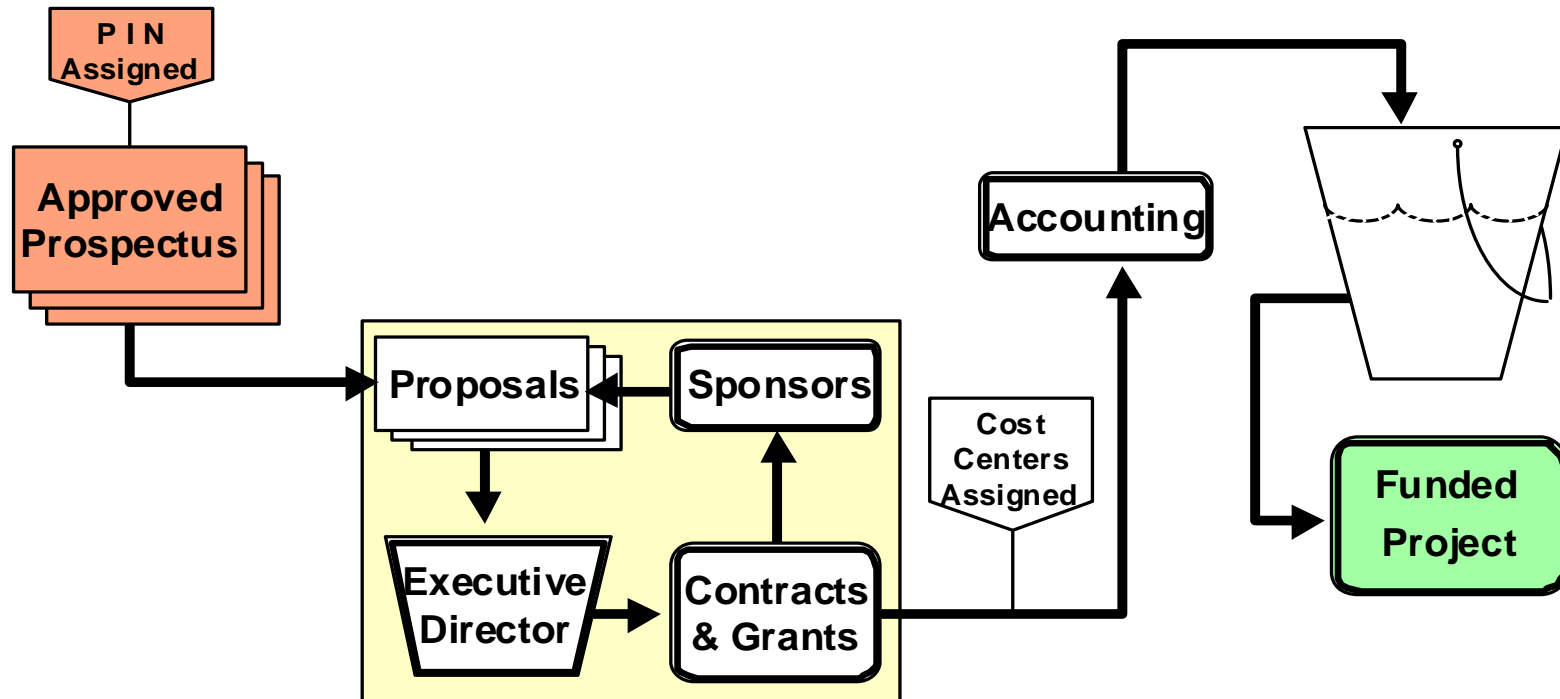 P I N
Assigned
Approved
Prospectus
Proposals
Sponsors
Executive
Director
Contracts
& Grants
Cost
Centers
Assigned
Accounting
Funded
Project